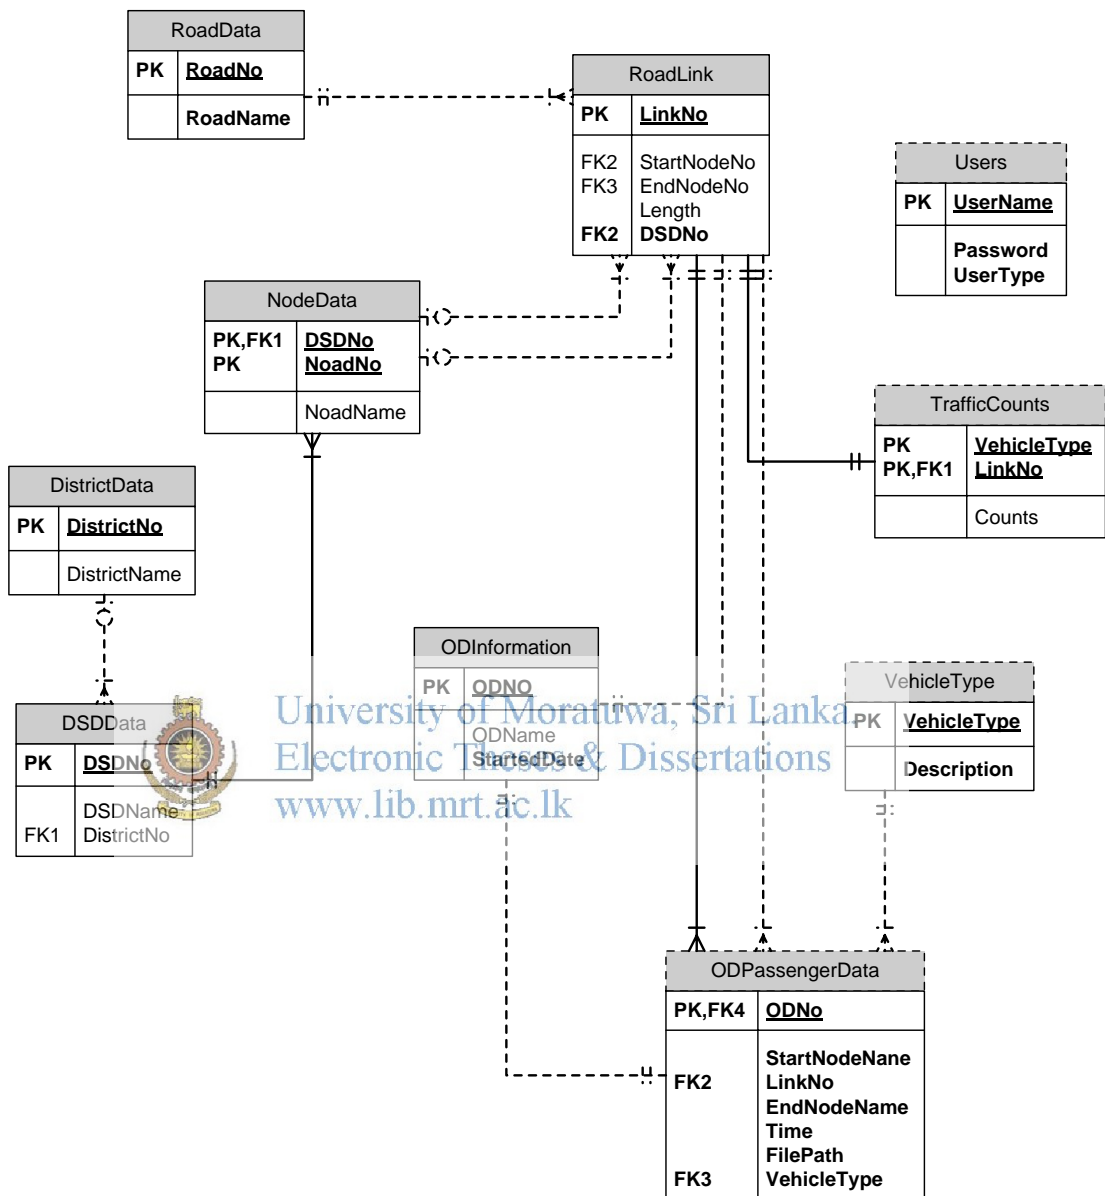 RoadData
PK RoadNo
RoadName
RoadLink
PK LinkNo
FK2 StartNodeNo
FK3 EndNodeNo
Length
FK2 DSDNo
Users
PK UserName
Password
UserType
NodeData
PK,FK1 DSDNo
PK NoadNo
NoadName
TrafficCounts
PK VehicleType
PK,FK1 LinkNo
Counts
DistrictData
PK DistrictNo
DistrictName
ODInformation
PK ODNO
ODName
StartedDate
VehicleType
PK VehicleType
Description
DSDData
PK DSDNo
DSDName
FK1 DistrictNo
University of Moratuwa, Sri Lanka.
Electronic Theses & Dissertations
www.lib.mrt.ac.lk
ODPassengerData
PK,FK4 ODNo
StartNodeNane
FK2 LinkNo
EndNodeName
Time
FilePath
FK3 VehicleType